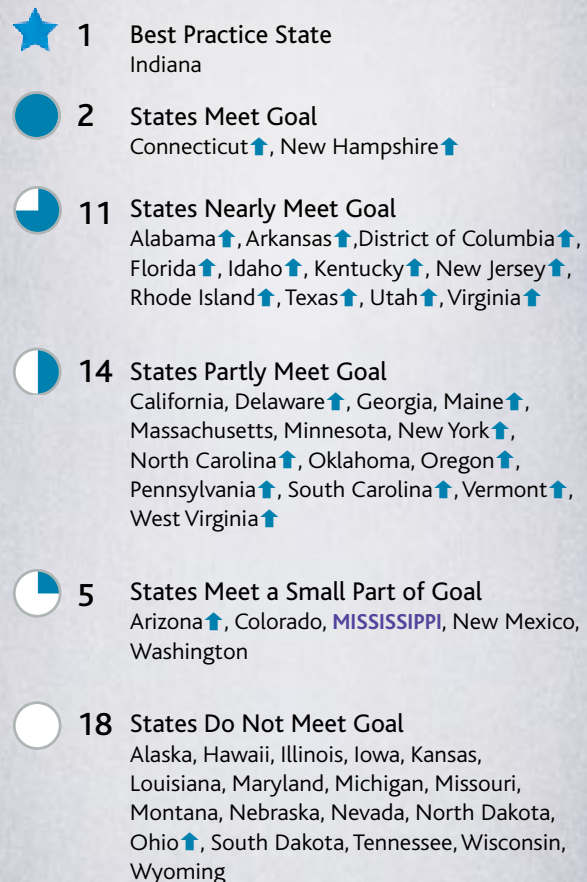 1 Best Practice State
Indiana
2 States Meet Goal
Connecticut⬆, New Hampshire⬆
11 States Nearly Meet Goal
Alabama⬆, Arkansas⬆,District of Columbia⬆,
Florida⬆, Idaho⬆, Kentucky⬆, New Jersey⬆,
Rhode Island⬆, Texas⬆, Utah⬆, Virginia⬆
14 States Partly Meet Goal
California, Delaware⬆, Georgia, Maine⬆,
Massachusetts, Minnesota, New York⬆,
North Carolina⬆, Oklahoma, Oregon⬆,
Pennsylvania⬆, South Carolina⬆, Vermont⬆,
West Virginia⬆
5 States Meet a Small Part of Goal
Arizona⬆, Colorado, MISSISSIPPI, New Mexico,
Washington
18 States Do Not Meet Goal
Alaska, Hawaii, Illinois, Iowa, Kansas,
Louisiana, Maryland, Michigan, Missouri,
Montana, Nebraska, Nevada, North Dakota,
Ohio⬆, South Dakota, Tennessee, Wisconsin,
Wyoming